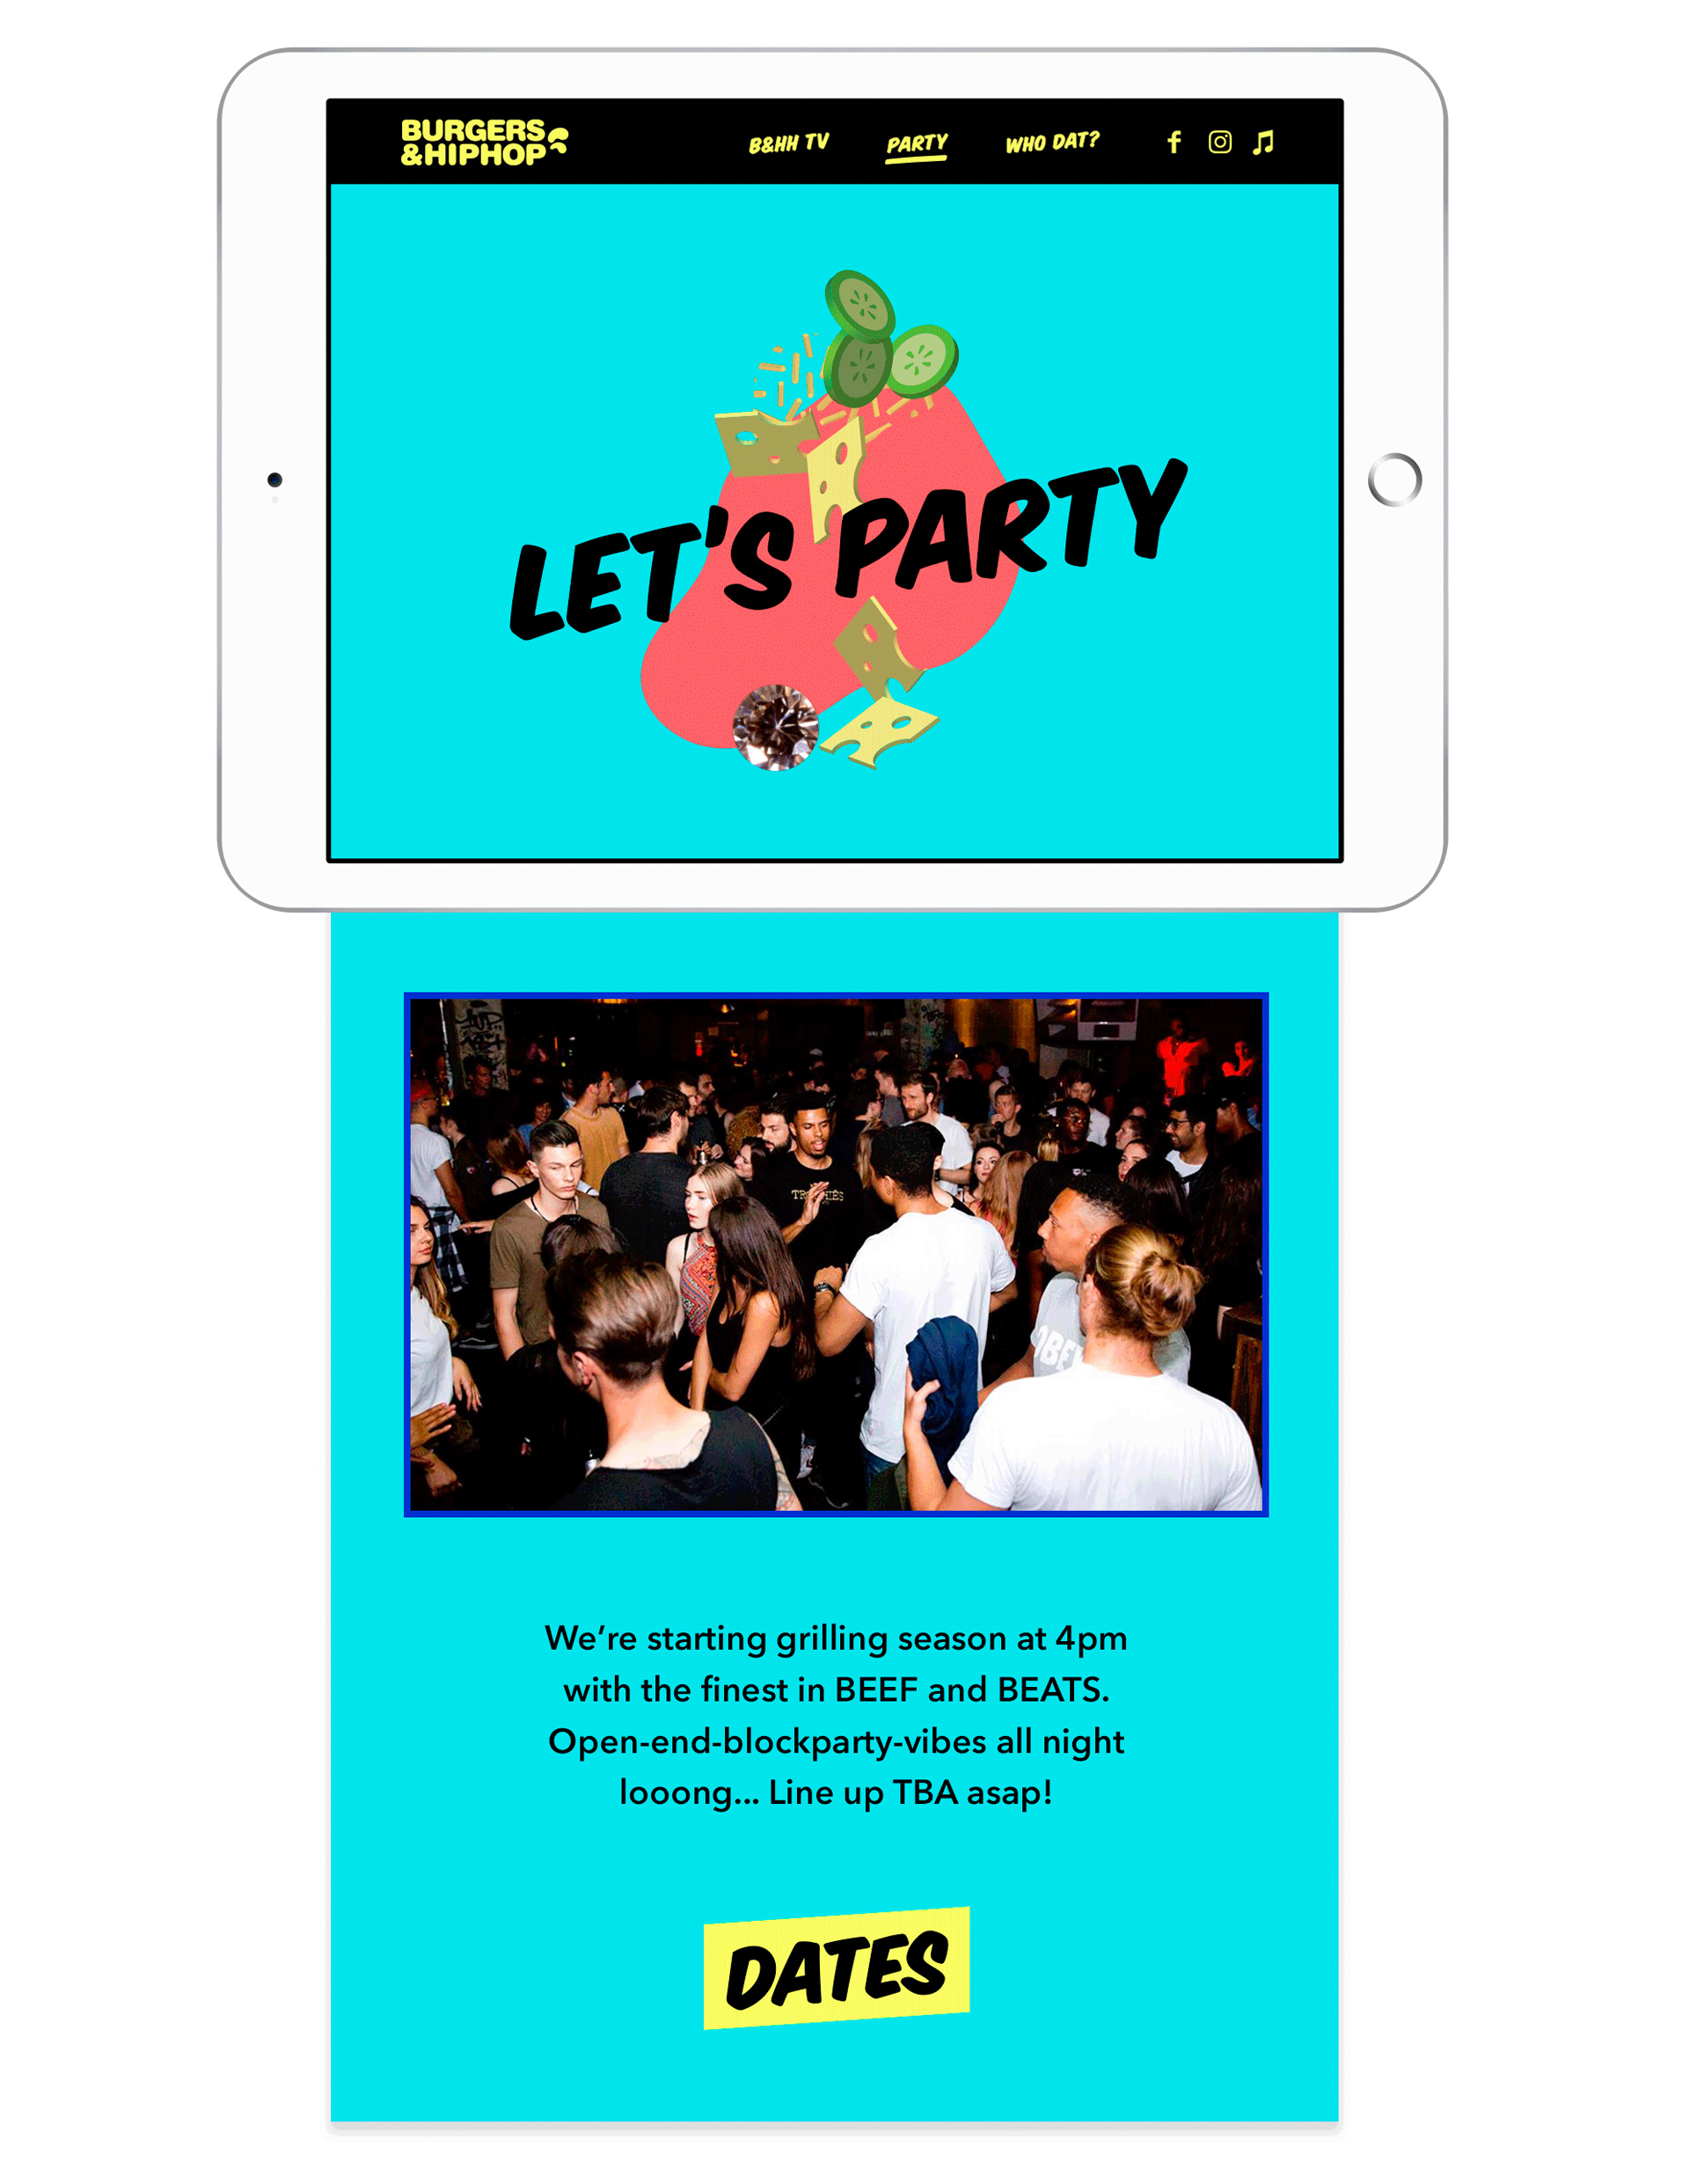 BURGERS
&HIPHOP
B&HH TV
PARTY
WHO DAT?
LET'S PARTY
We're starting grilling season at 4pm
with the finest in BEEF and BEATS.
Open-end-blockparty-vibes all night
looong... Line up TBA asap!
DATES